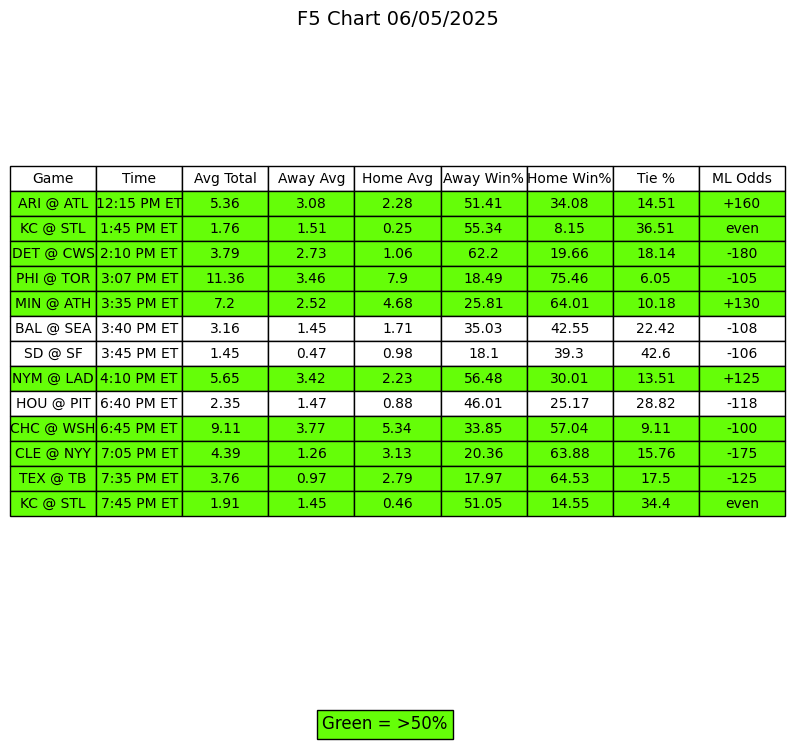 F5 Chart 06/05/2025
Game Time Avg Total Away Avg Home Avg Away Win% Home Win% Tie % ML Odds
ARI @ ATL 12:15 PM ET 5.36 3.08 2.28 51.41 34.08 14.51 +160
KC @ STL 1:45 PM ET 1.76 1.51 0.25 55.34 8.15 36.51 even
DET @ CWS 2:10 PM ET 3.79 2.73 1.06 62.2 19.66 18.14 -180
PHI @ TOR 3:07 PM ET 11.36 3.46 7.9 18.49 75.46 6.05 -105
MIN @ ATH 3:35 PM ET 7.2 2.52 4.68 25.81 64.01 10.18 +130
BAL @ SEA 3:40 PM ET 3.16 1.45 1.71 35.03 42.55 22.42 -108
SD @ SF 3:45 PM ET 1.45 0.47 0.98 18.1 39.3 42.6 -106
NYM @ LAD 4:10 PM ET 5.65 3.42 2.23 56.48 30.01 13.51 +125
HOU @ PIT 6:40 PM ET 2.35 1.47 0.88 46.01 25.17 28.82 -118
CHC @ WSH 6:45 PM ET 9.11 3.77 5.34 33.85 57.04 9.11 -100
CLE @ NYY 7:05 PM ET 4.39 1.26 3.13 20.36 63.88 15.76 -175
TEX @ TB 7:35 PM ET 3.76 0.97 2.79 17.97 64.53 17.5 -125
KC @ STL 7:45 PM ET 1.91 1.45 0.46 51.05 14.55 34.4 even
Green = >50%